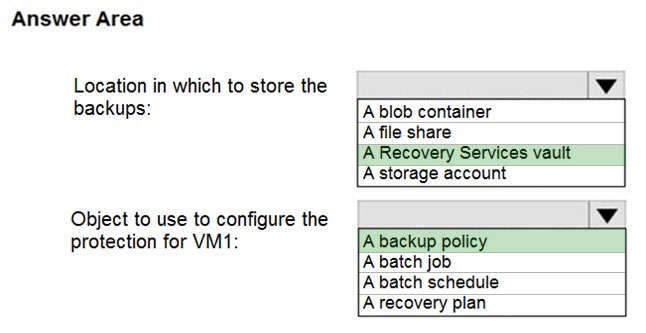 Answer Area
Location in which to store the
backups:
A blob container
A file share
A Recovery Services vault
A storage account
Object to use to configure the
protection for VM1:
A backup policy
A batch job
A batch schedule
A recovery plan